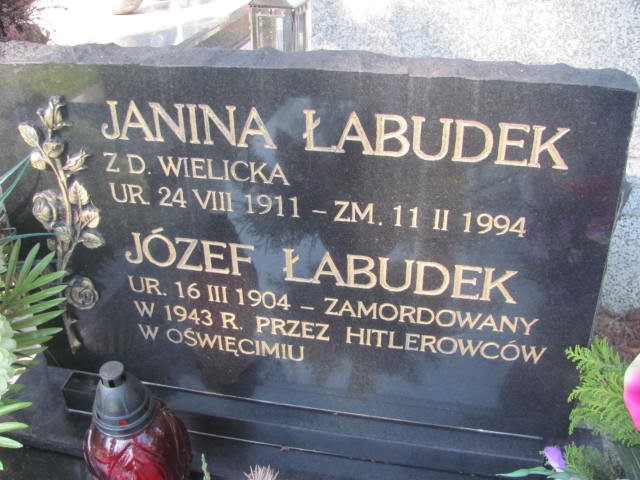 JANINA ŁABUDEK
Z D. WIELICKA
UR. 24 VIII 1911 – ZM. 11 II 1994
JÓZEF ŁABUDEK
UR. 16 III 1904 – ZAMORDOWANY
W 1943 R. PRZEZ HITLEROWCÓW
W OŚWIĘCIMIU